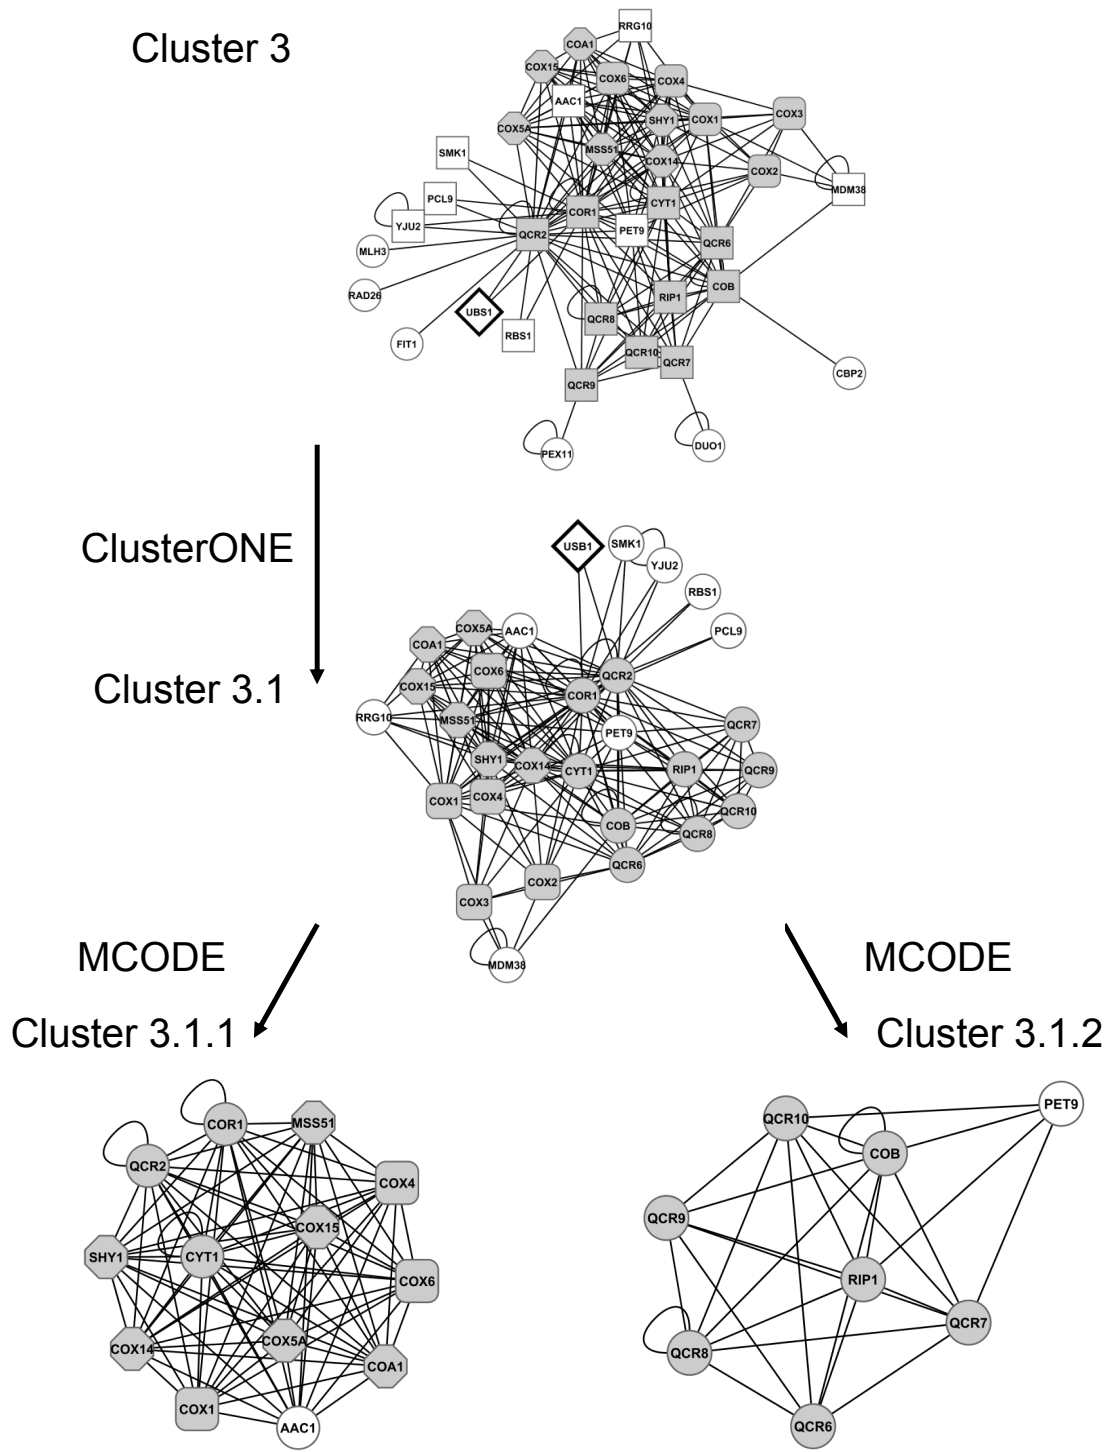 Cluster 3
RRG10
COA1
COX15
COX6
COX4
AAC1
COX3
COX5A
SHY1
COX1
SMK1
MSS51
COX14
COX2
MDM38
PCL9
COR1
CYT1
YJU2
QCR2
PET9
MLH3
QCR6
RAD26
COB
UBS1
RIP1
FIT1
RBS1
QCR8
QCR10
QCR7
CBP2
QCR9
PEX11
DUO1
ClusterONE
USB1
SMK1
YJU2
RBS1
PCL9
COX5A
AAC1
COA1
COX6
QCR2
Cluster 3.1
COX15
COR1
RRG10
MSS51
PET9
QCR7
SHY1
COX14
CYT1
RIP1
QCR9
COX1
COX4
QCR10
COB
QCR8
QCR6
COX2
COX3
MDM38
MCODE
MCODE
Cluster 3.1.1
Cluster 3.1.2
COR1
MSS51
QCR2
COX4
COX15
SHY1
CYT1
COX6
COX5A
COX14
COA1
COX1
AAC1
PET9
QCR10
COB
QCR9
RIP1
QCR7
QCR8
QCR6